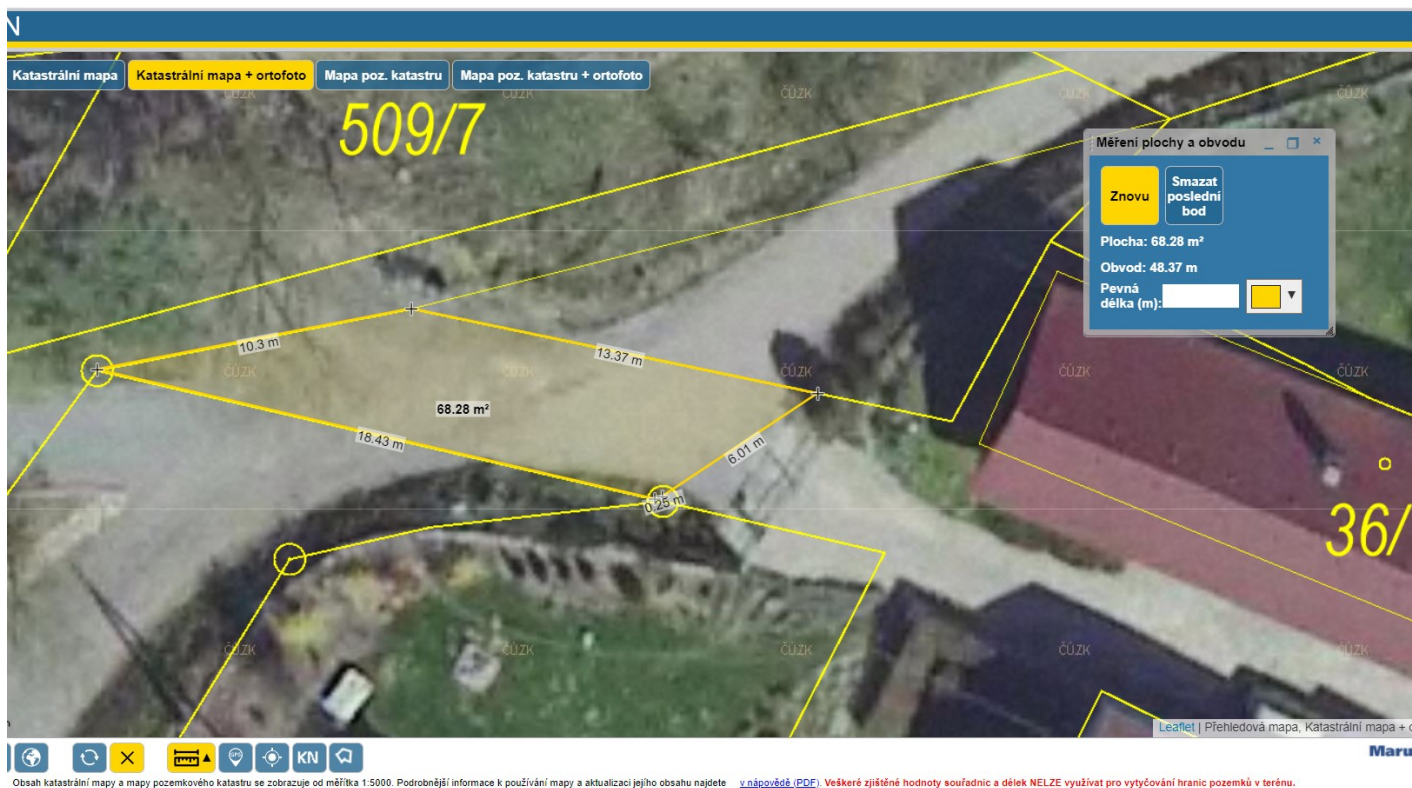 N
Katastrální mapa Katastrální mapa + ortofoto Mapa poz. katastru Mapa poz. katastru + ortofoto
ČÚZK ČÚZK ČÚZK ČÚZK ČÚZK
509/7
Měření plochy a obvodu
Znovu
Smazat
poslední
bod
Plocha: 68.28 m²
Obvod: 48.37 m
Pevná
délka (m):
10.3 m
13.37 m
ČÚZK ČÚZK ČÚZK ČÚZK ČÚZK
68.28 m²
18.43 m
6.01 m
0.25 m
36/
ČÚZK ČÚZK ČÚZK ČÚZK ČÚZK
Leaflet | Přehledová mapa, Katastrální mapa + o
GPS
KN
Maru
Obsah katastrální mapy a mapy pozemkového katastru se zobrazuje od měřítka 1:5000. Podrobnější informace k používání mapy a aktualizaci jejího obsahu najdete v nápovědě (PDF). Veškeré zjištěné hodnoty souřadnic a délek NELZE využívat pro vytyčování hranic pozemků v terénu.